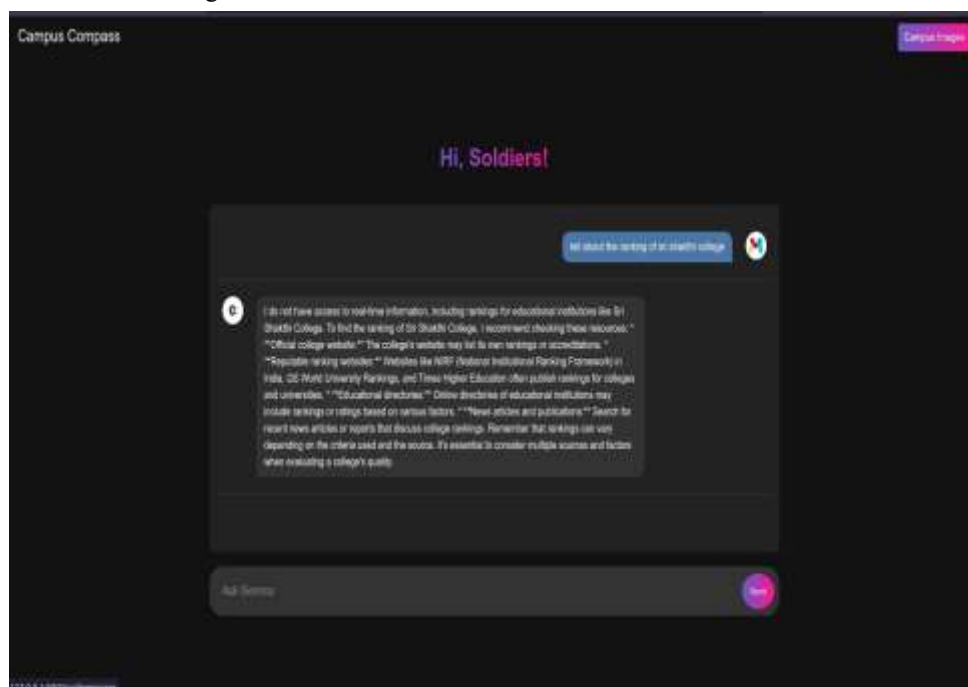 Campus Compass
Campus Images
Hi, Soldiers!
tell about the ranking of sri shakthi college
I do not have access to real-time information, including rankings for educational institutions like Sri
Shakthi College. To find the ranking of Sri Shakthi College, I recommend checking these resources: *
**Official college website:** The college's website may list its own rankings or accreditations. *
**Reputable ranking websites:** Websites like NIRF (National Institutional Ranking Framework) in
India, QS World University Rankings, and Times Higher Education often publish rankings for colleges
and universities. * **Educational directories:** Online directories of educational institutions may
include rankings or ratings based on various factors. * **News articles and publications:** Search for
recent news articles or reports that discuss college rankings. Remember that rankings can vary
depending on the criteria used and the source. It's essential to consider multiple sources and factors
when evaluating a college's quality.
Ask